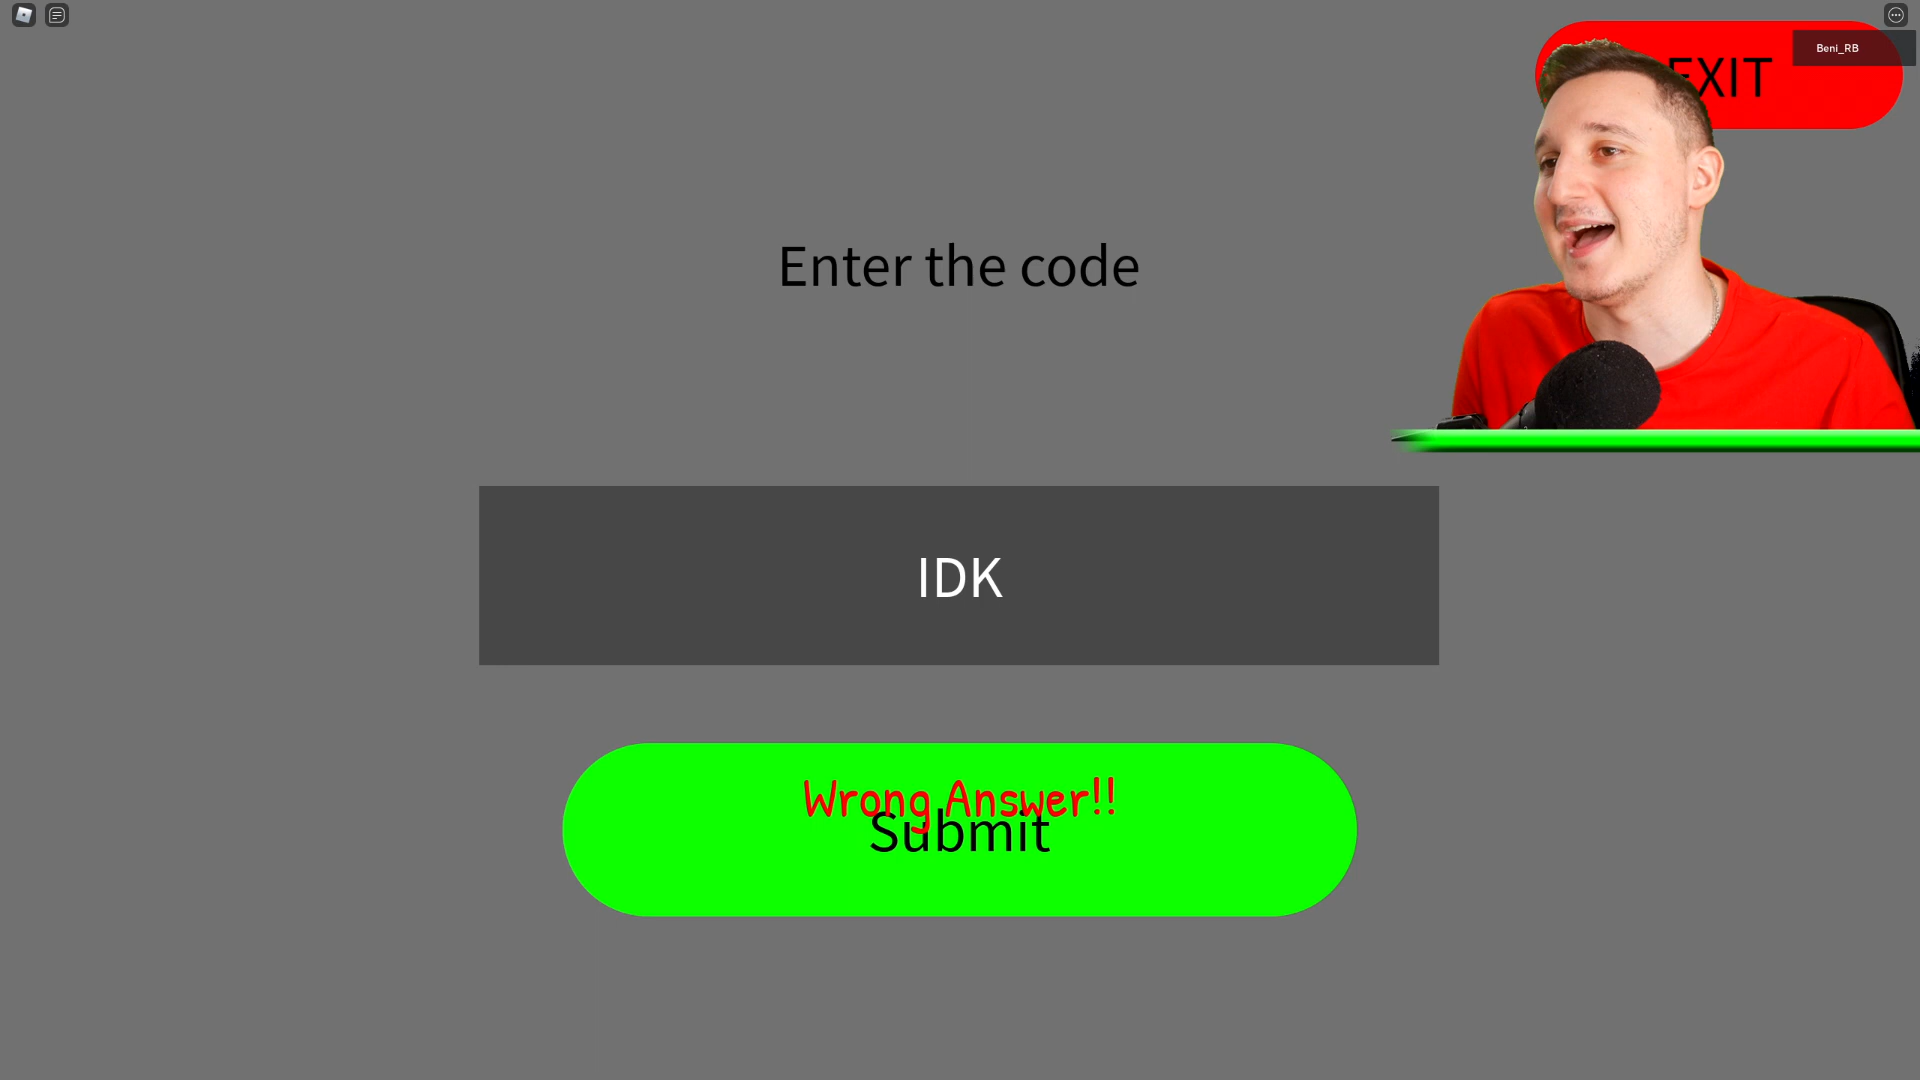 Beni_RB
EXIT
Enter the code
IDK
Wrong Answer!!
Submit